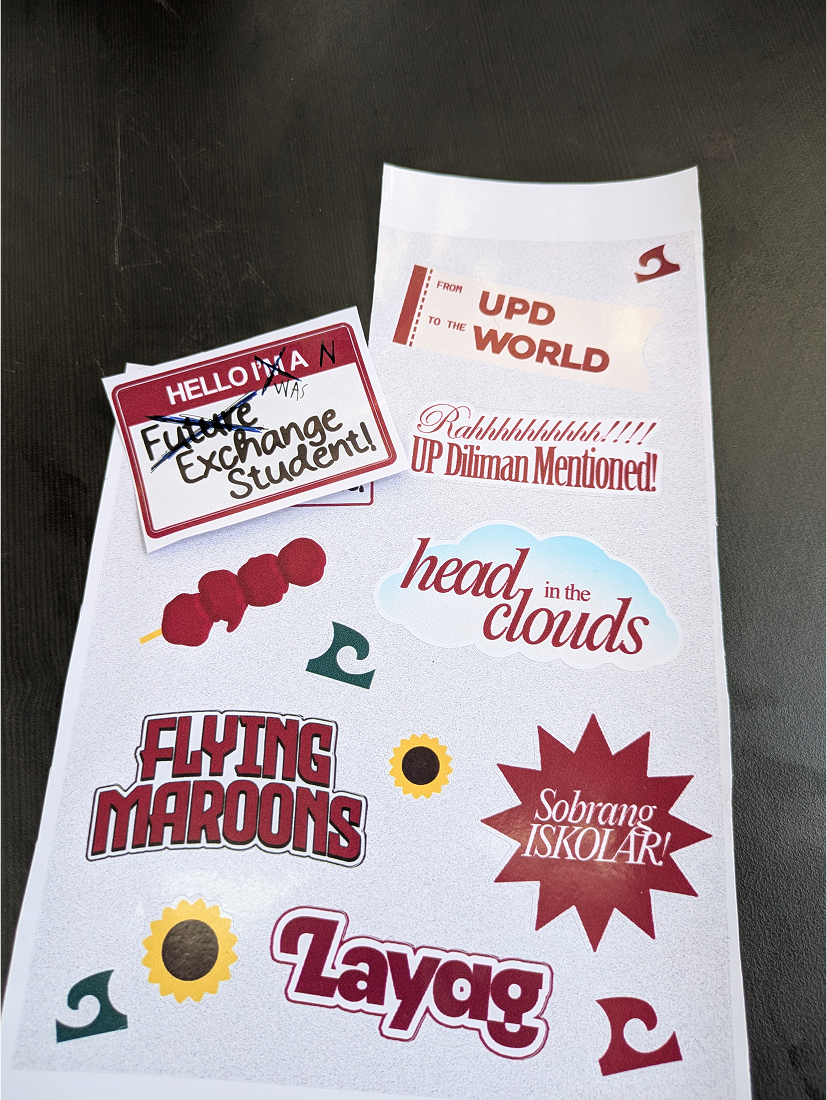 FROM UPD
TO THE WORLD
HELLO I'M A N
WAS
Future
Exchange
Student!
Rahhhhhhhhhh!!!!
UP Diliman Mentioned!
head in the
clouds
FLYING
MAROONS
Sobrang
ISKOLAR!
Layag